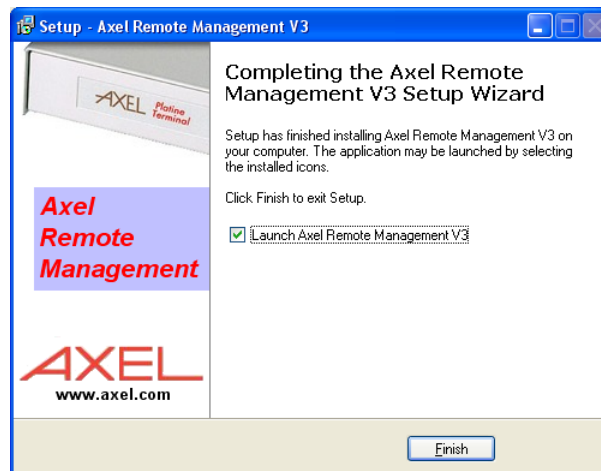 Setup - Axel Remote Management V3
AXEL Platine
Terminal
Axel
Remote
Management
AXEL
www.axel.com
Completing the Axel Remote
Management V3 Setup Wizard
Setup has finished installing Axel Remote Management V3 on
your computer. The application may be launched by selecting
the installed icons.
Click Finish to exit Setup.
Launch Axel Remote Management V3
Finish